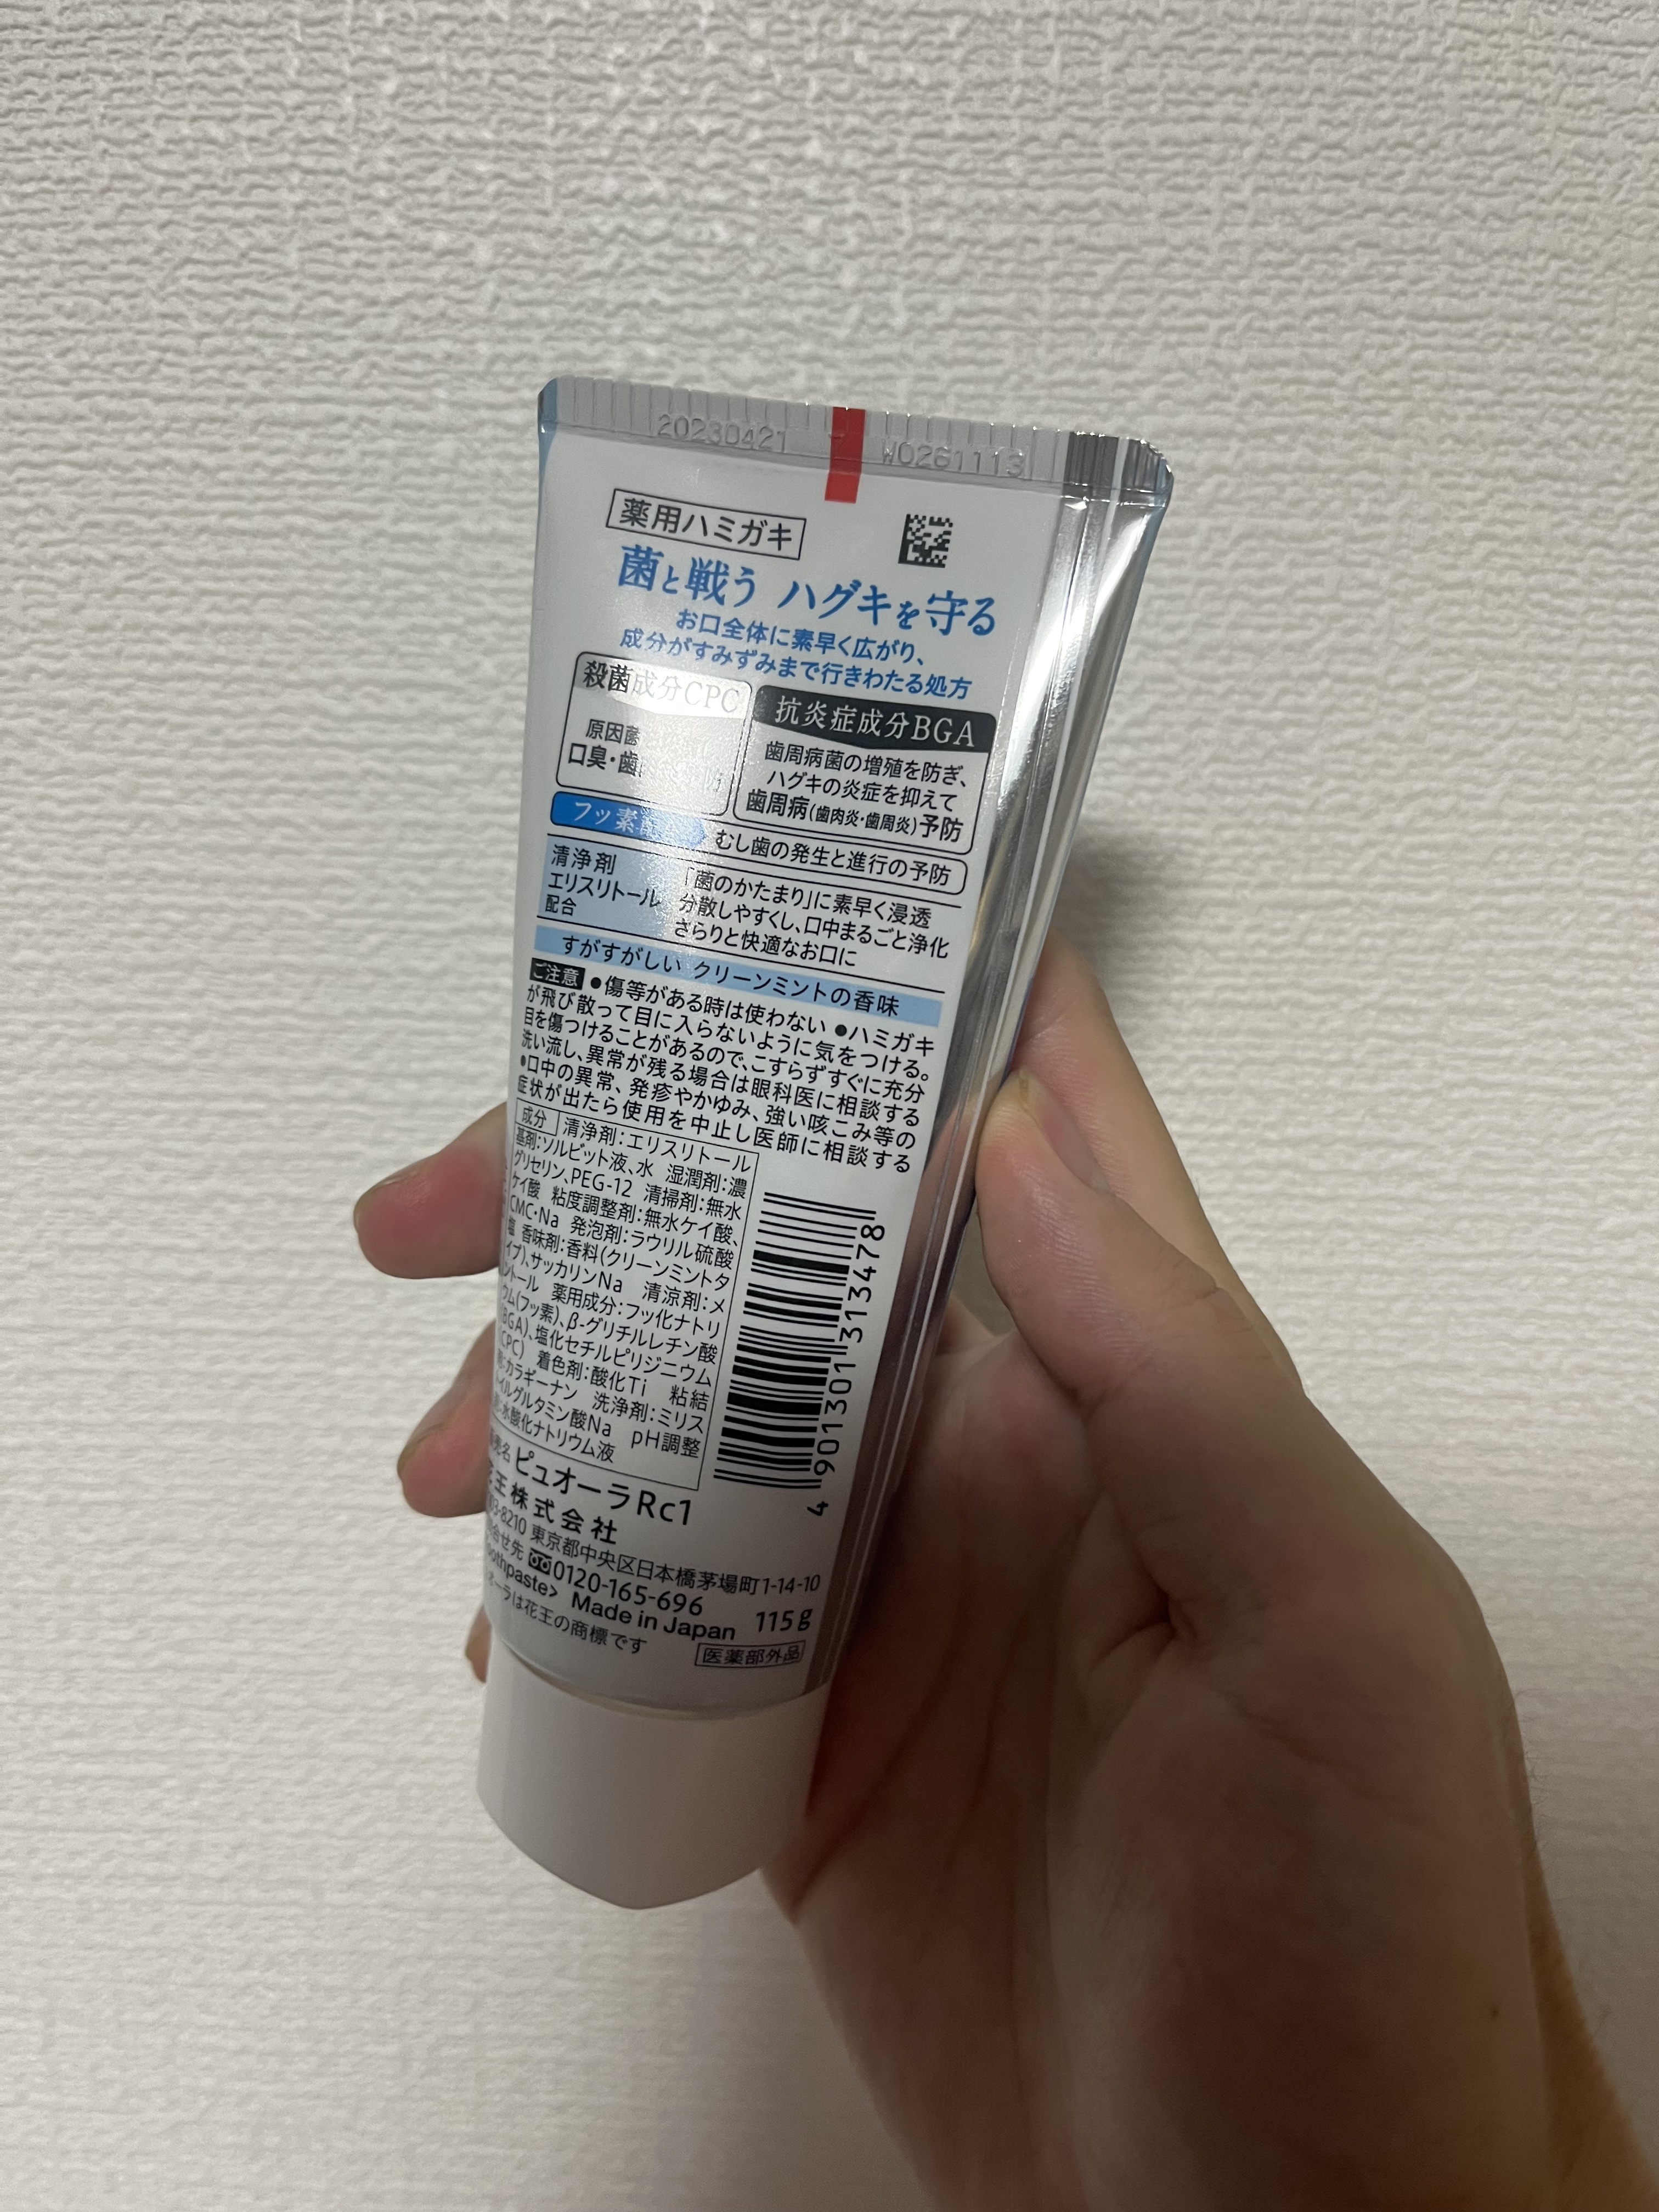 20230421 W0261113
薬用ハミガキ
菌と戦う ハグキを守る
お口全体に素早く広がり、
成分がすみずみまで行きわたる処方
殺菌成分CPC
原因菌
口臭・歯
抗炎症成分BGA
歯周病菌の増殖を防ぎ、
ハグキの炎症を抑えて
歯周病(歯肉炎・歯周炎)予防
フッ素 むし歯の発生と進行の予防
清浄剤
エリスリトール
配合
「菌のかたまり」に素早く浸透
分散しやすくし、口中まるごと浄化
さらりと快適なお口に
すがすがしい クリーンミントの香味
ご注意 ●傷等がある時は使わない ●ハミガキ
が飛び散って目に入らないように気をつける。
目を傷つけることがあるので、こすらずすぐに充分
洗い流し、異常が残る場合は眼科医に相談する
●口中の異常、発疹やかゆみ、強い咳こみ等の
症状が出たら使用を中止し医師に相談する
成分 清浄剤:エリスリトール
基剤:ソルビット液、水 湿潤剤:濃
グリセリン、PEG-12 清掃剤:無水
ケイ酸 粘度調整剤:無水ケイ酸、
CMC・Na 発泡剤:ラウリル硫酸
塩 香味剤:香料(クリーンミントタ
イプ)、サッカリンNa 清涼剤:メ
ントール 薬用成分:フッ化ナトリ
ウム(フッ素)、β-グリチルレチン酸
(BGA)、塩化セチルピリジニウム
(CPC) 着色剤:酸化Ti 粘結
剤:カラギーナン 洗浄剤:ミリス
イルグルタミン酸Na pH調整
剤:水酸化ナトリウム液
4 901301 313478
販売名 ピュオーラRc1
花王株式会社
03-8210 東京都中央区日本橋茅場町1-14-10
合せ先 0120-165-696
othpaste> Made in Japan 115g
ーラは花王の商標です
医薬部外品